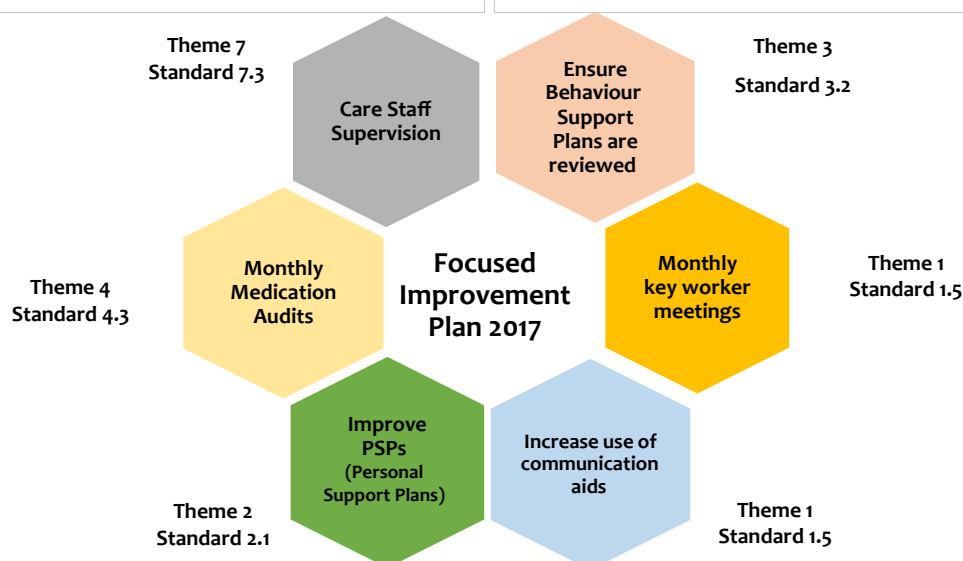 Theme 7
Standard 7.3
Care Staff
Supervision
Ensure
Behaviour
Support
Plans are
reviewed
Theme 3
Standard 3.2
Theme 4
Standard 4.3
Monthly
Medication
Audits
Focused
Improvement
Plan 2017
Monthly
key worker
meetings
Theme 1
Standard 1.5
Theme 2
Standard 2.1
Improve
PSPs
(Personal
Support Plans)
Increase use of
communication
aids
Theme 1
Standard 1.5